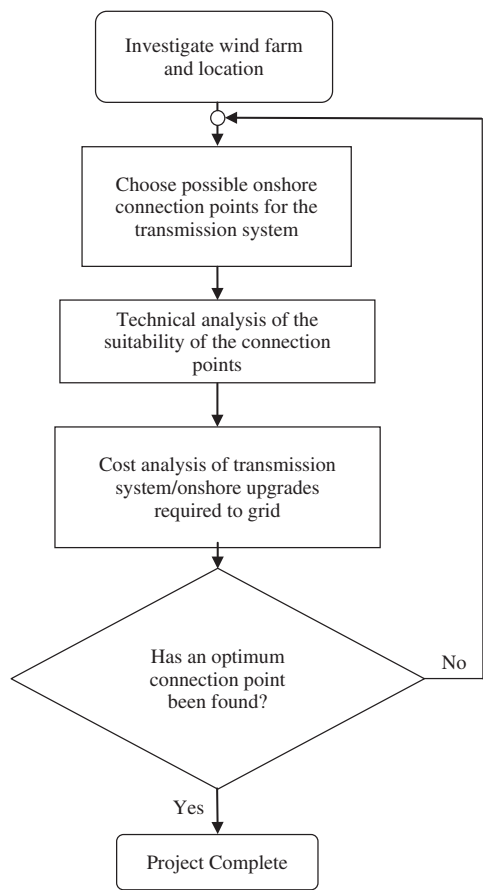 Investigate wind farm
and location
Choose possible onshore
connection points for the
transmission system
Technical analysis of the
suitability of the connection
points
Cost analysis of transmission
system/onshore upgrades
required to grid
Has an optimum
connection point
been found?
No
Yes
Project Complete